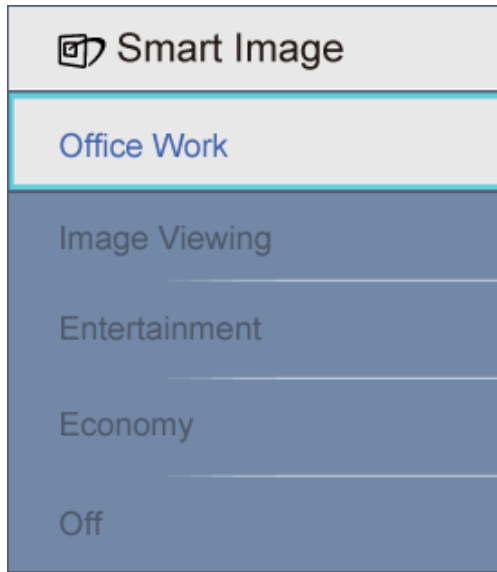 Smart Image
Office Work
Image Viewing
Entertainment
Economy
Off